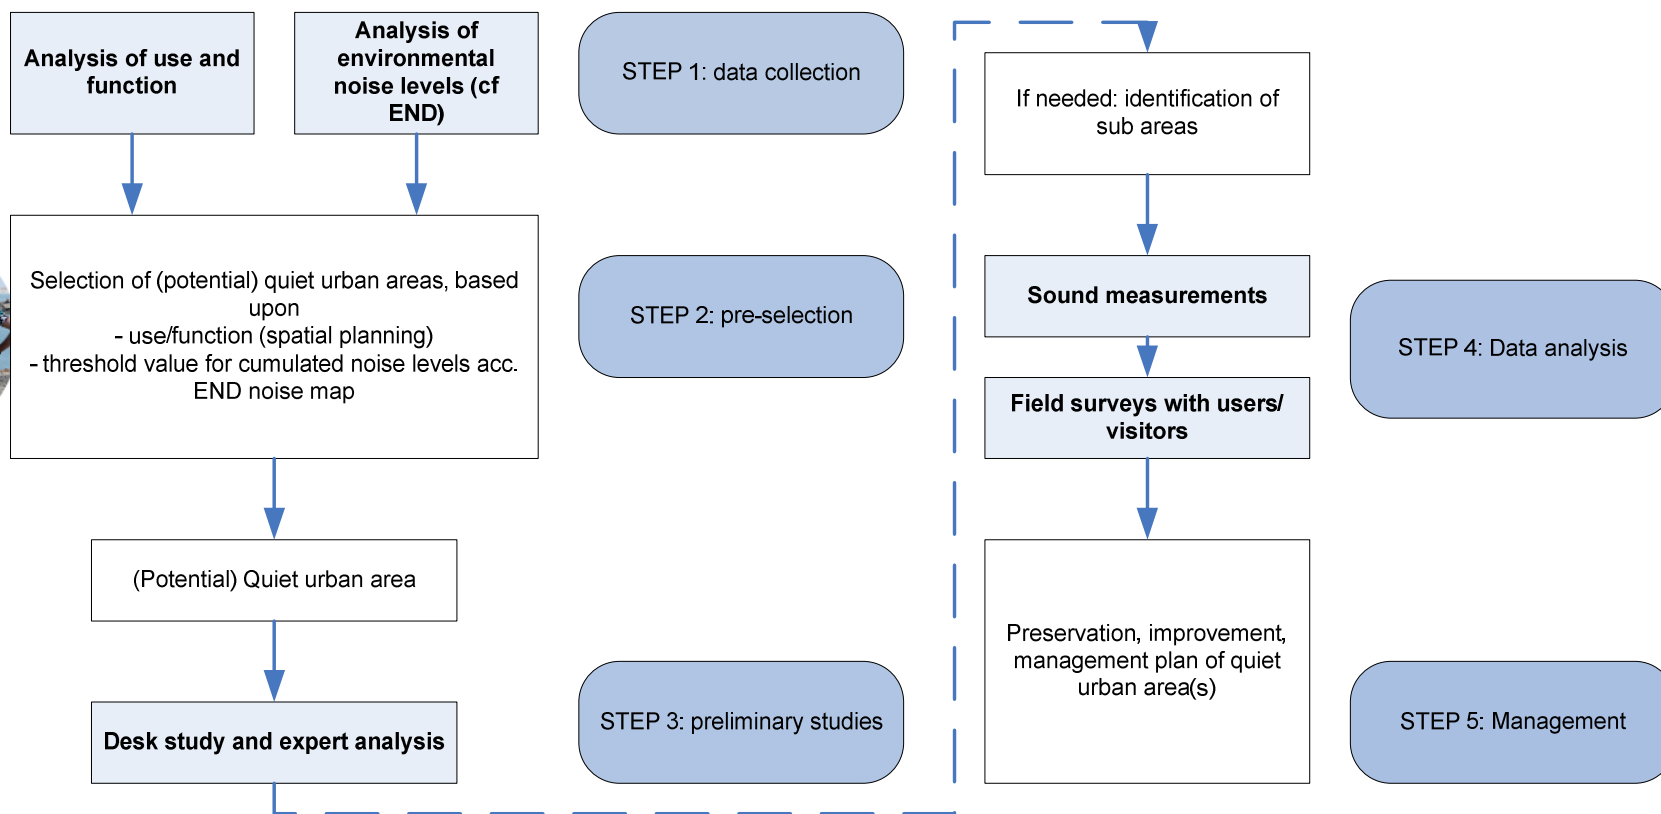 Analysis of use and
function
Analysis of
environmental
noise levels (cf
END)
STEP 1: data collection
Selection of (potential) quiet urban areas, based
upon
- use/function (spatial planning)
- threshold value for cumulated noise levels acc.
END noise map
STEP 2: pre-selection
(Potential) Quiet urban area
Desk study and expert analysis
STEP 3: preliminary studies
If needed: identification of
sub areas
Sound measurements
Field surveys with users/
visitors
STEP 4: Data analysis
Preservation, improvement,
management plan of quiet
urban area(s)
STEP 5: Management